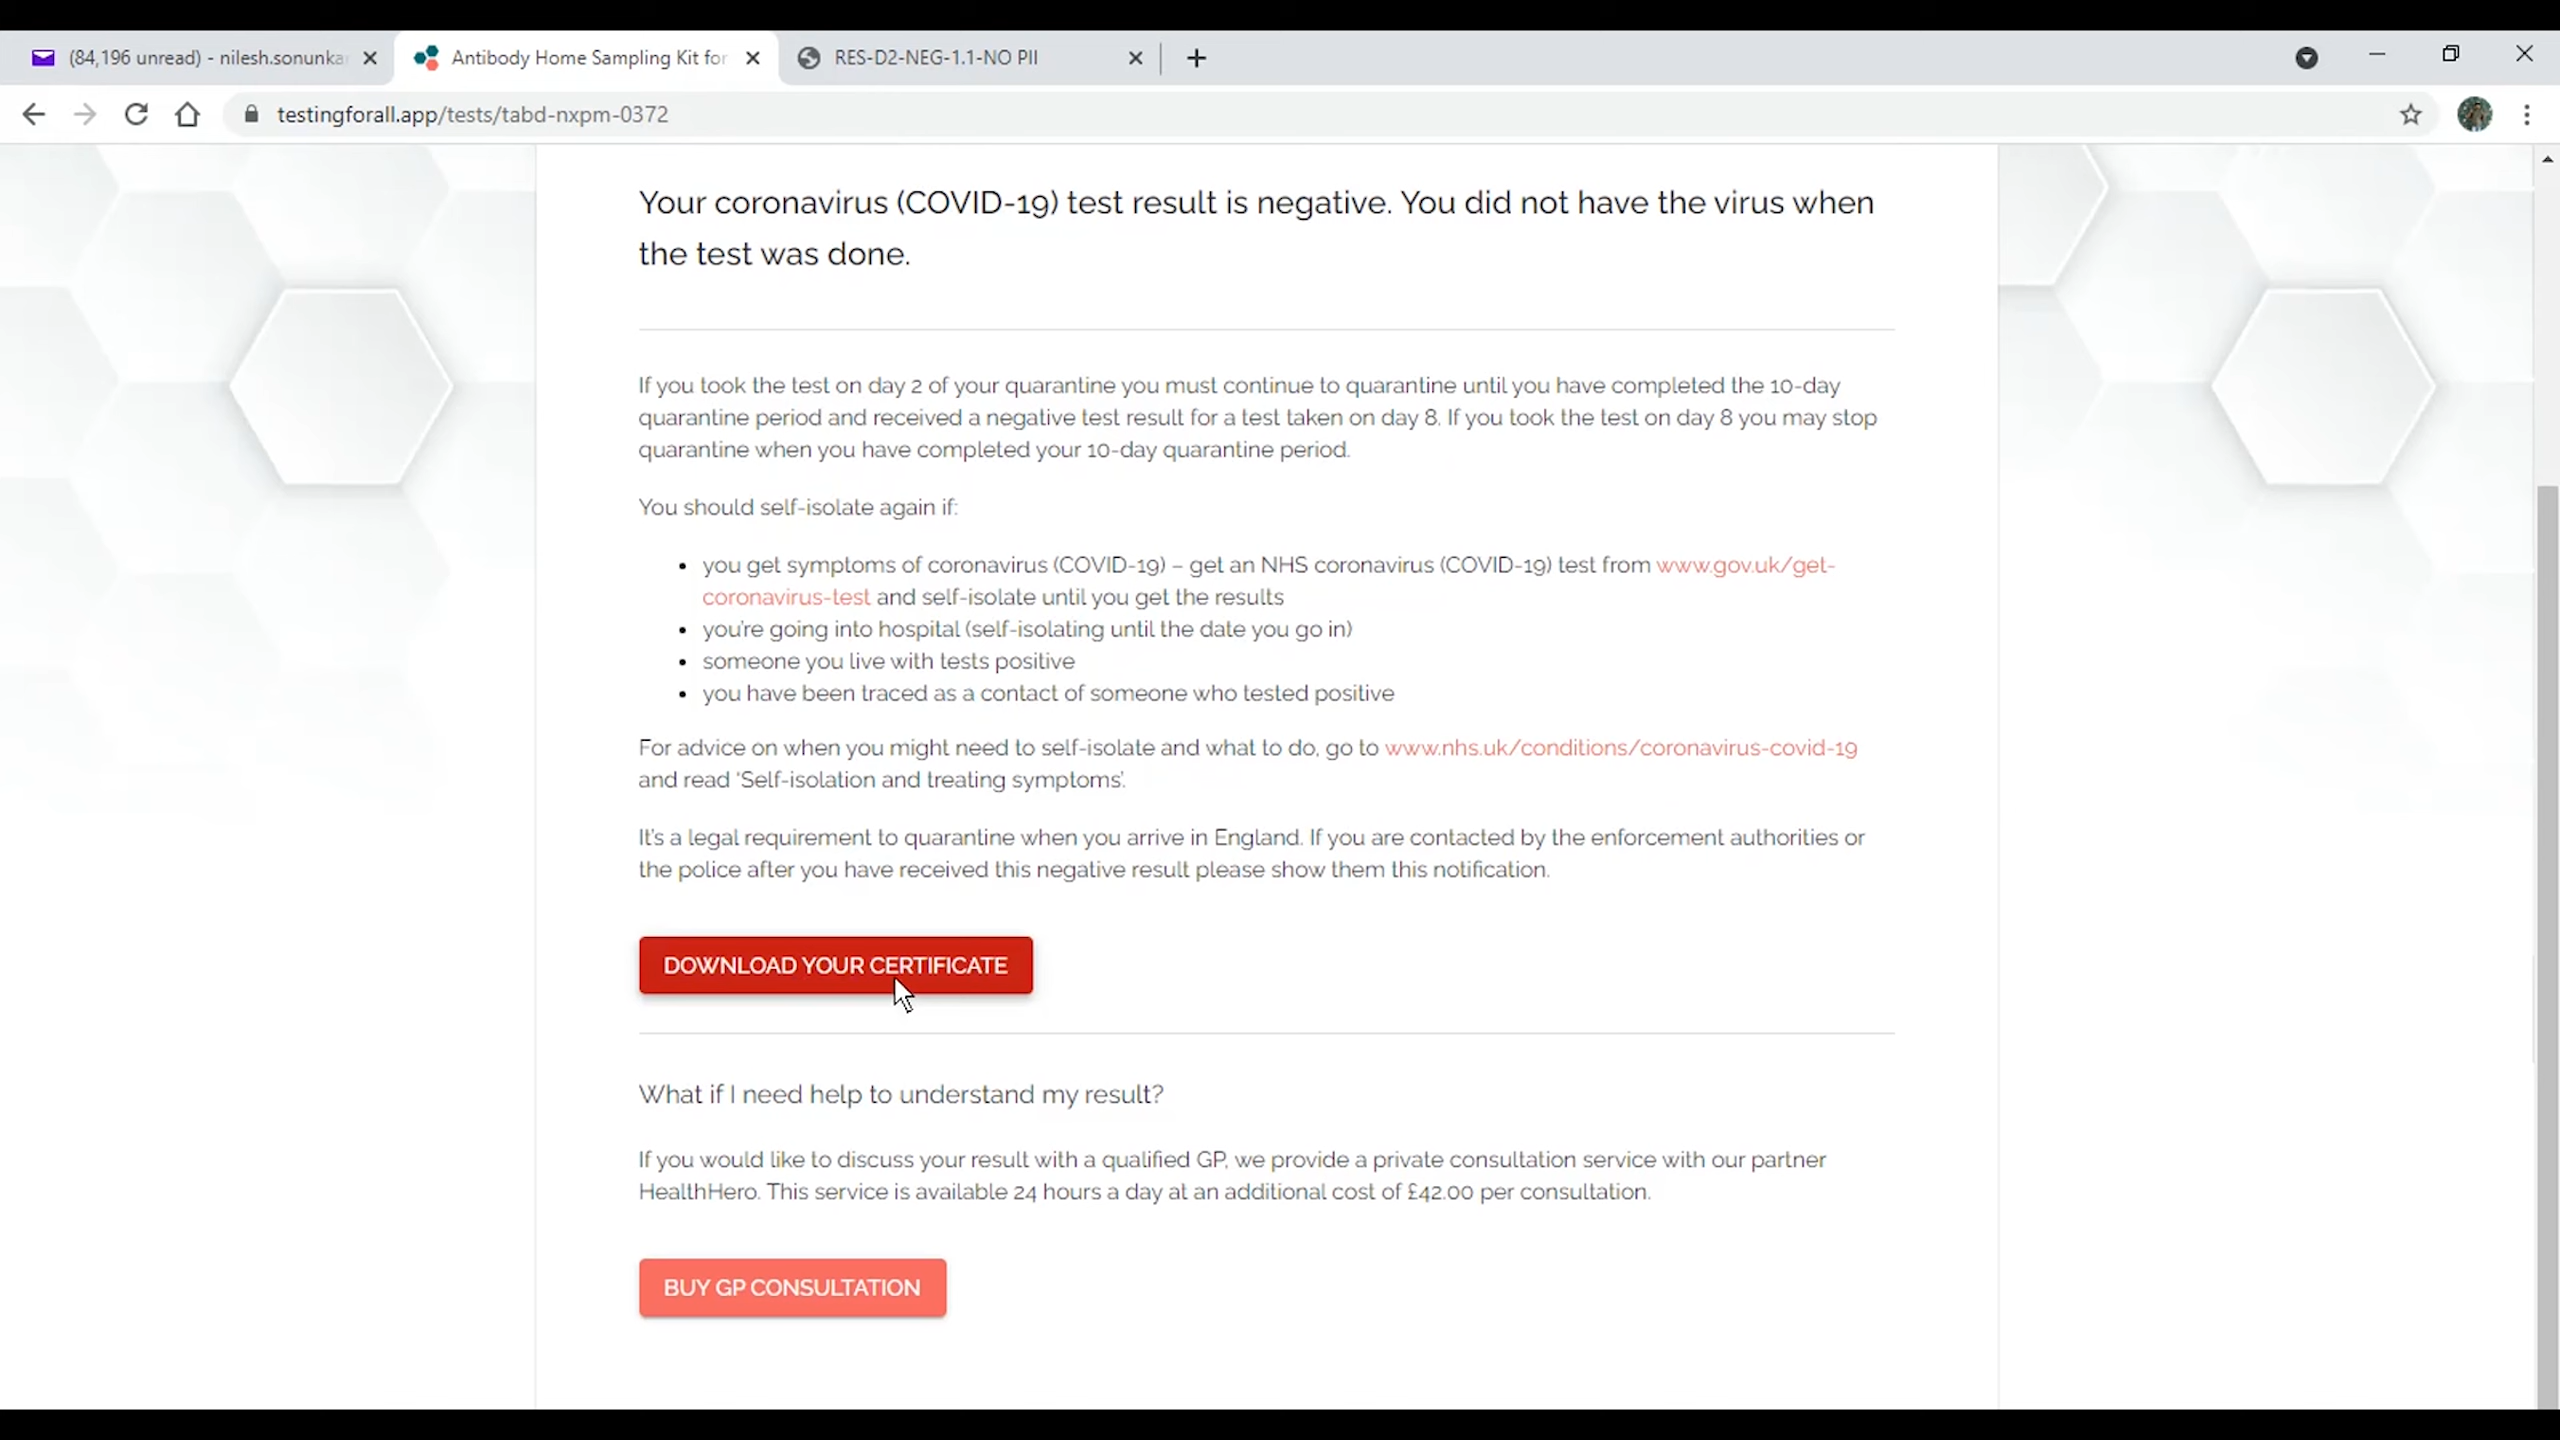 (84,196 unread) - nilesh.sonunka
Antibody Home Sampling Kit for
RES-D2-NEG-1.1-NO PII
testingforall.app/tests/tabd-nxpm-0372
Your coronavirus (COVID-19) test result is negative. You did not have the virus when
the test was done.
If you took the test on day 2 of your quarantine you must continue to quarantine until you have completed the 10-day
quarantine period and received a negative test result for a test taken on day 8. If you took the test on day 8 you may stop
quarantine when you have completed your 10-day quarantine period.
You should self-isolate again if:
• you get symptoms of coronavirus (COVID-19) – get an NHS coronavirus (COVID-19) test from www.gov.uk/get-
coronavirus-test and self-isolate until you get the results
• you're going into hospital (self-isolating until the date you go in)
• someone you live with tests positive
• you have been traced as a contact of someone who tested positive
For advice on when you might need to self-isolate and what to do, go to www.nhs.uk/conditions/coronavirus-covid-19
and read 'Self-isolation and treating symptoms'.
It's a legal requirement to quarantine when you arrive in England. If you are contacted by the enforcement authorities or
the police after you have received this negative result please show them this notification.
DOWNLOAD YOUR CERTIFICATE
What if I need help to understand my result?
If you would like to discuss your result with a qualified GP, we provide a private consultation service with our partner
HealthHero. This service is available 24 hours a day at an additional cost of £42.00 per consultation.
BUY GP CONSULTATION